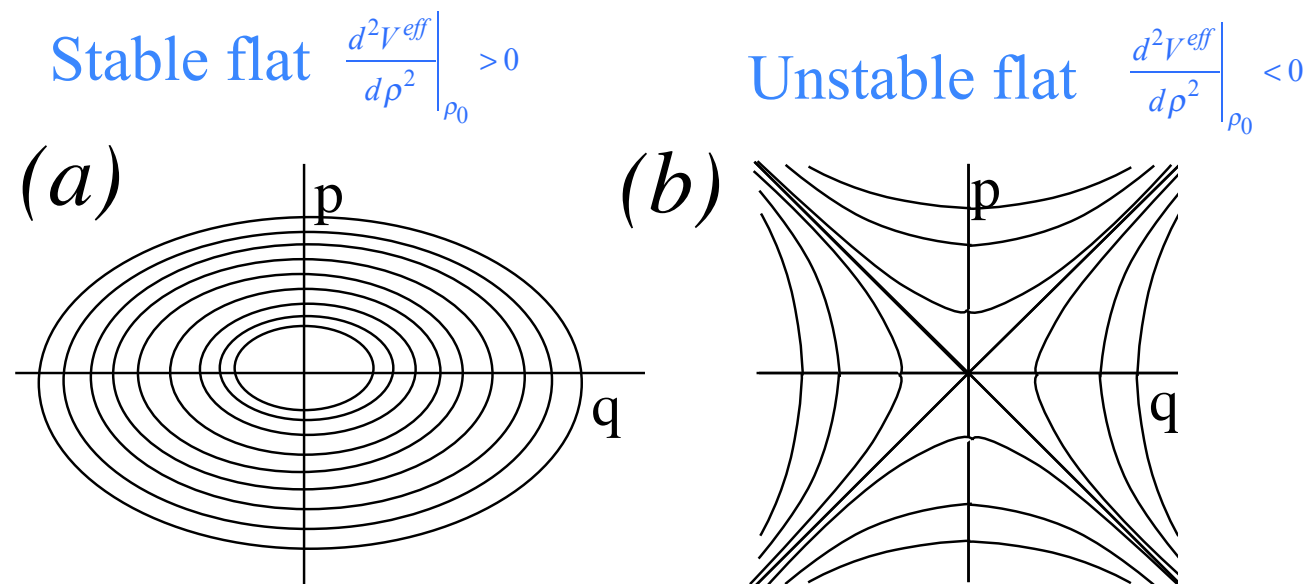 Stable flat d²V^eff/dρ²|ρ₀ > 0
Unstable flat d²V^eff/dρ²|ρ₀ < 0
(a)
p
q
(b)
p
q